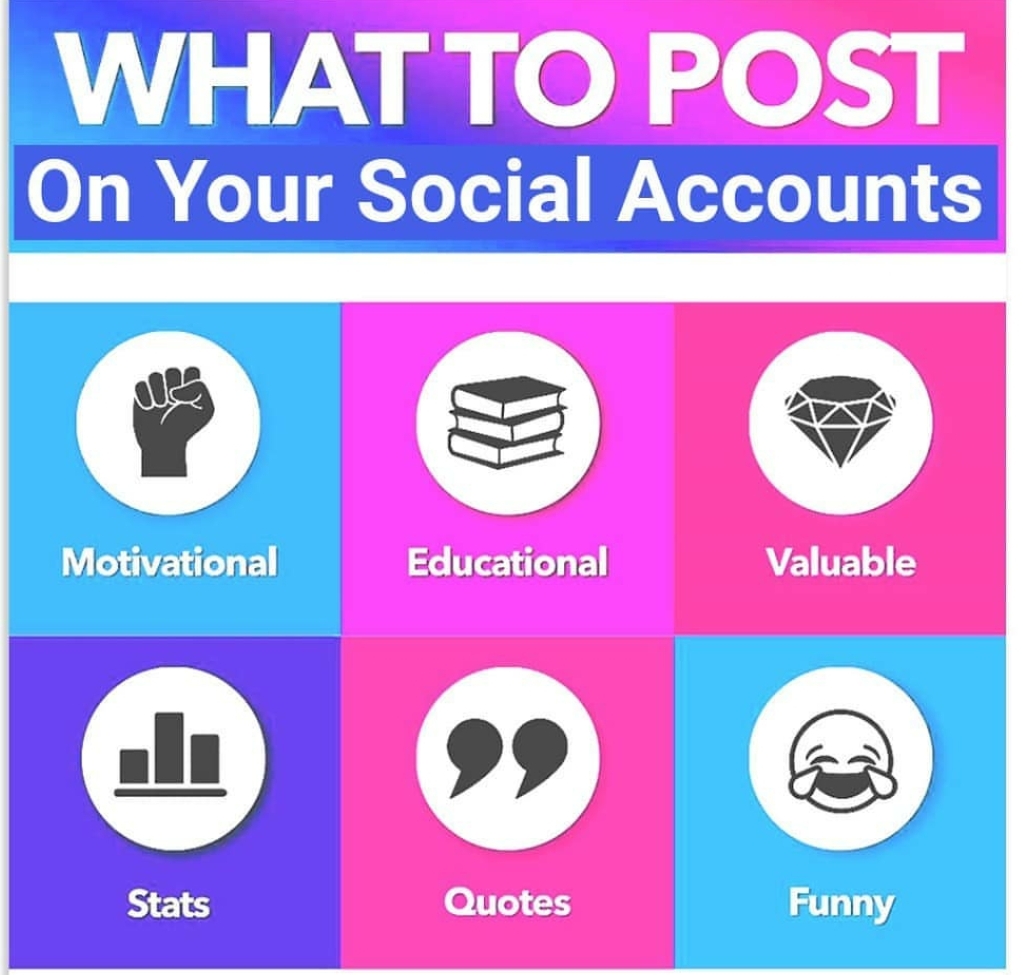 WHAT TO POST
On Your Social Accounts
Motivational
Educational
Valuable
Stats
Quotes
Funny